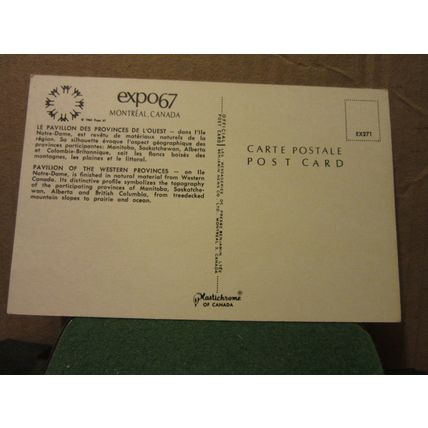 expo67
MONTRÉAL, CANADA
LE PAVILLON DES PROVINCES DE L'OUEST — dans l'île
Notre-Dame, est revêtu de matériaux naturels de la
région. Sa silhouette évoque l'aspect géographique des
provinces participantes: Manitoba, Saskatchewan, Alberta
et Colombie-Britannique, soit les flancs boisés des
montagnes, les plaines et le littoral.
PAVILION OF THE WESTERN PROVINCES — on Ile
Notre-Dame, is finished in natural material from Western
Canada. Its distinctive profile symbolizes the topography
of the participating provinces of Manitoba, Saskatche-
wan, Alberta and British Columbia, from treedecked
mountain slopes to prairie and ocean.
EX271
CARTE POSTALE
POST CARD
Plastichrome®
OF CANADA